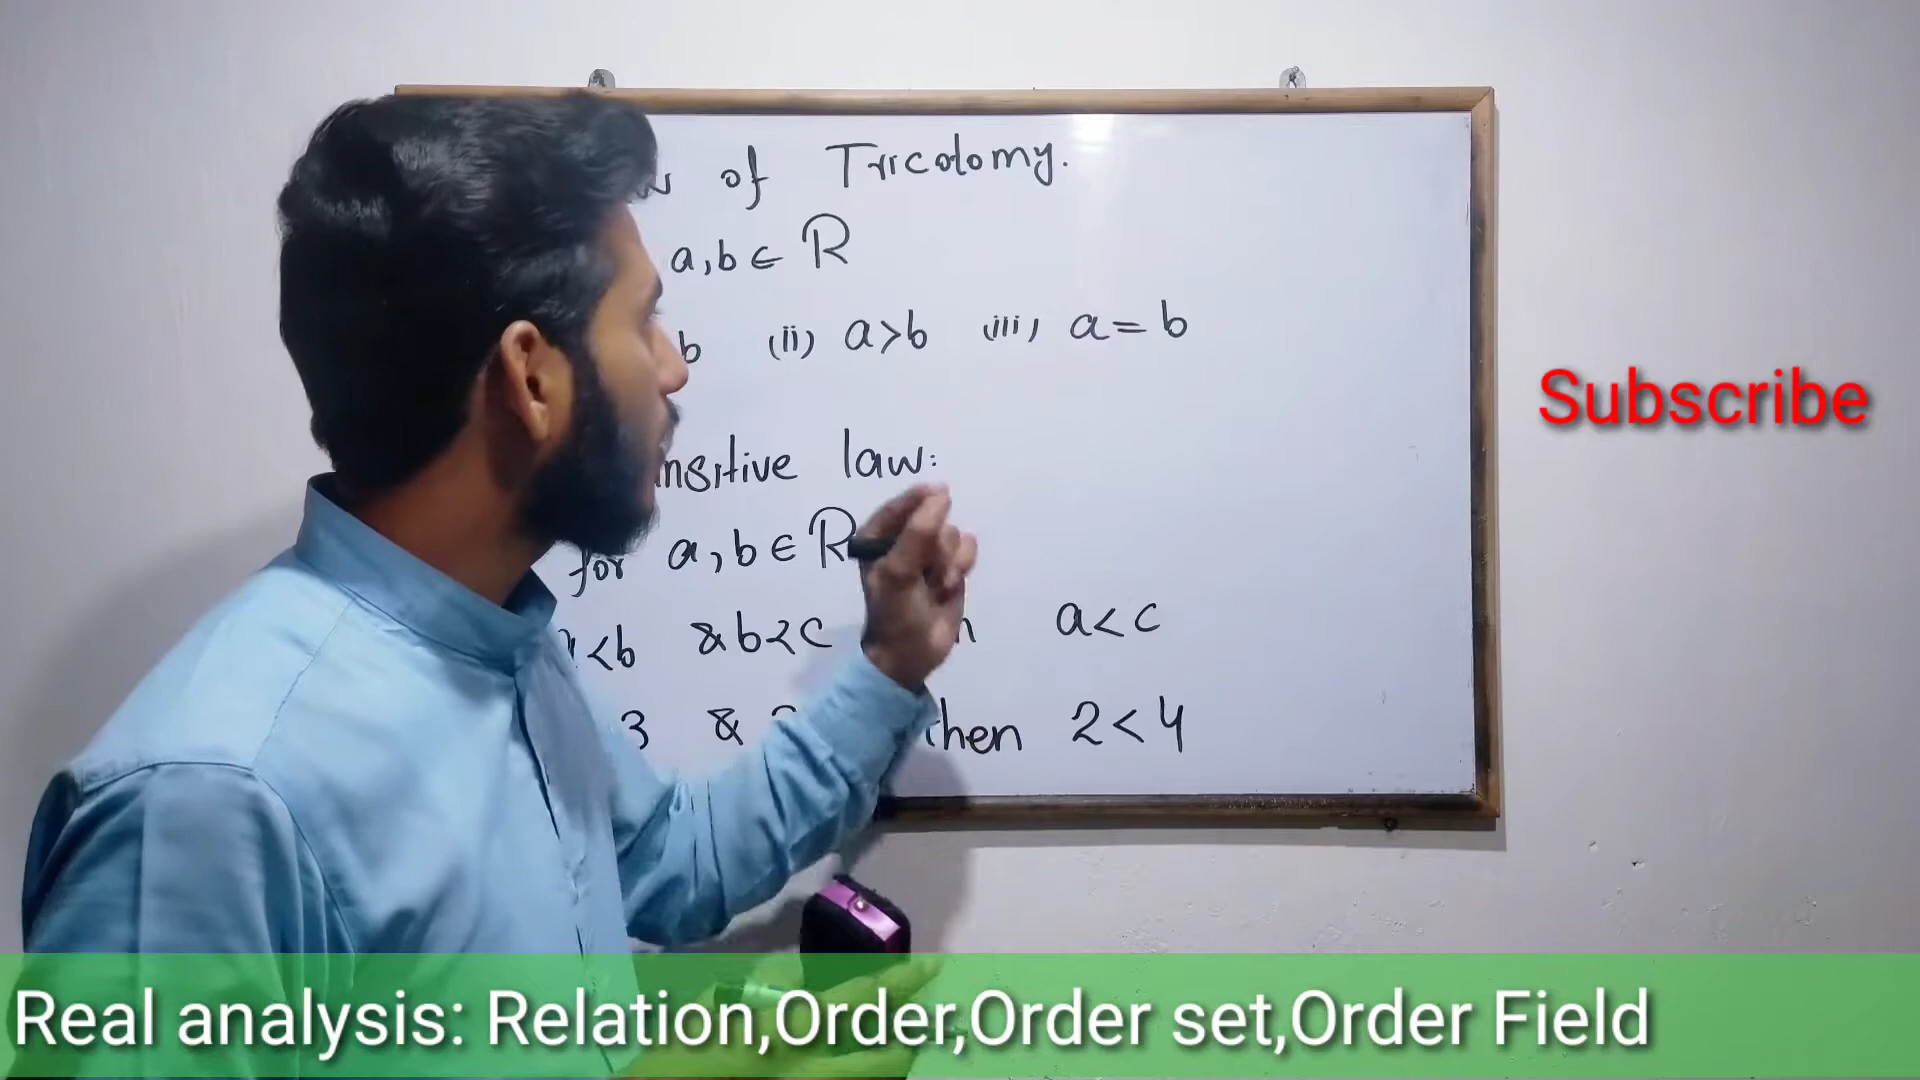 of Tricotomy.
a,b ∈ ℝ
b (ii) a>b (iii) a = b
law:
for a, b ∈ ℝ
<b & b<c a<c
3 & then 2<4
Subscribe
Real analysis: Relation,Order,Order set,Order Field